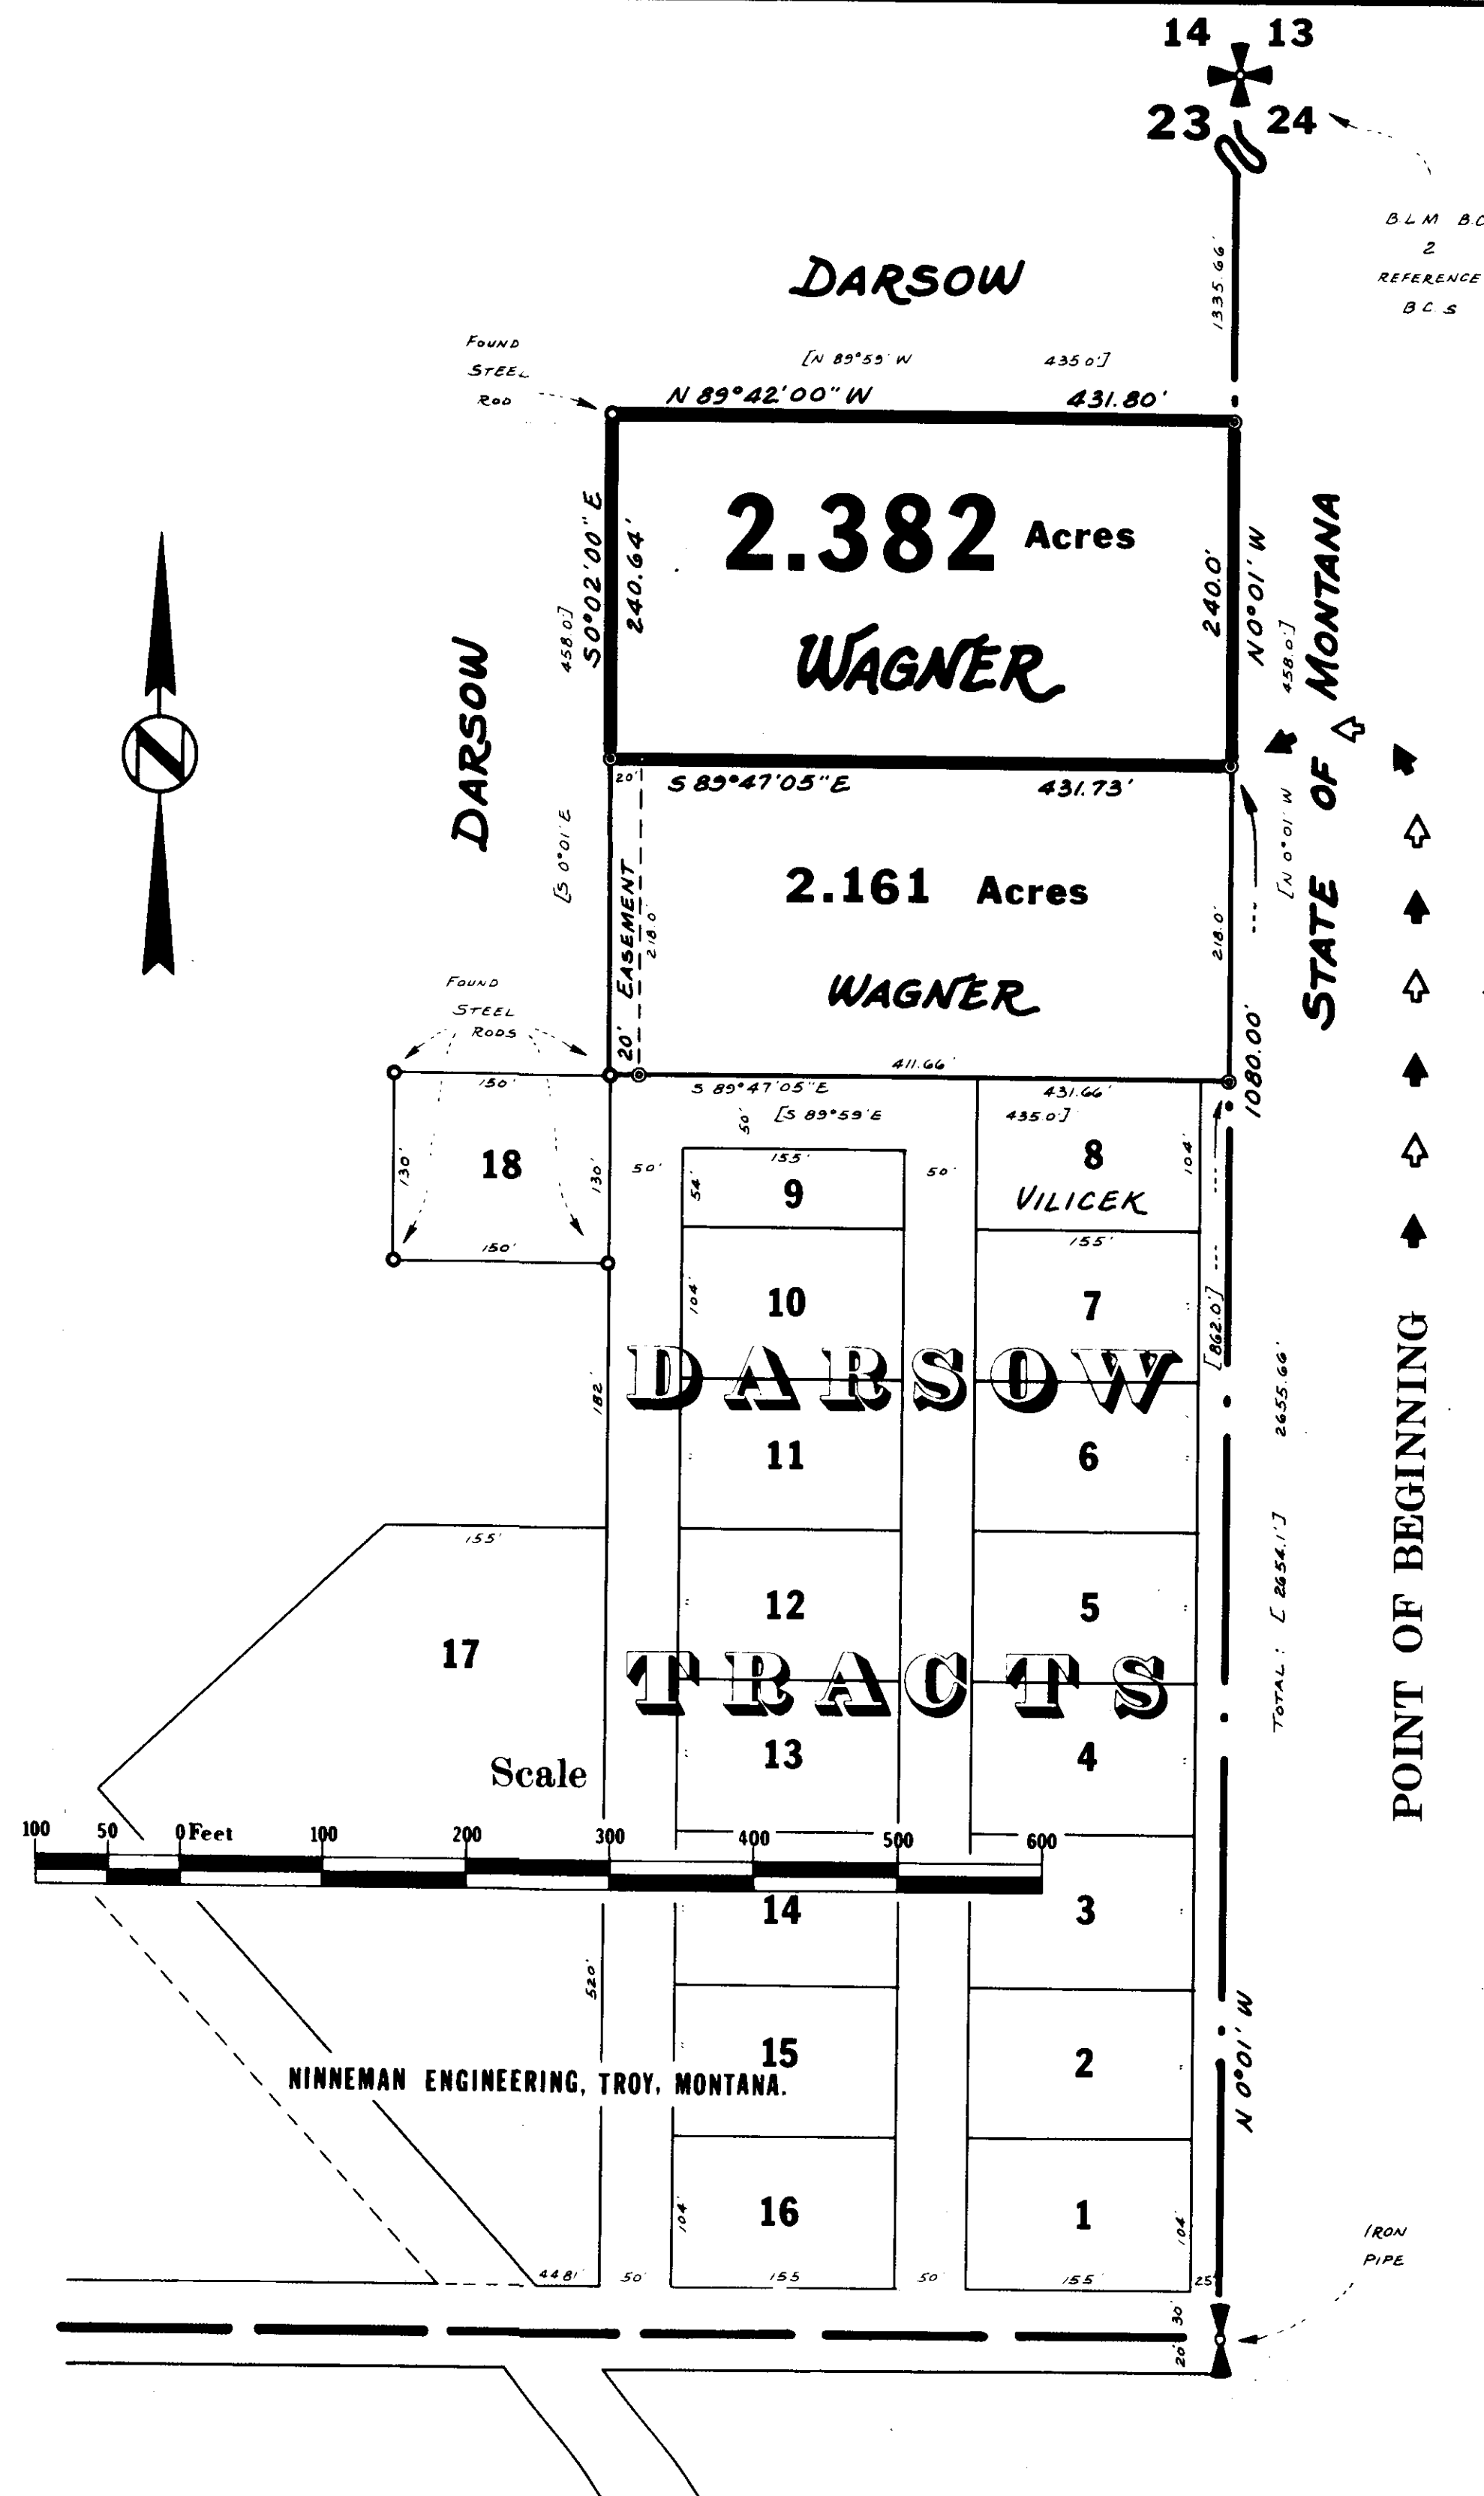 14 13
23 24
BLM
2
REFERENCE
B.C.S
1335.66'
DARSOW
FOUND
STEEL
ROD
[N 89°59' W 435.0']
N 89°42'00" W 431.80'
2.382 Acres
WAGNER
S 0°02'00" E
240.64'
458.0']
[S 0°01' E
240.0'
N 0°01' W
458.0']
[N 0°01' W
DARSOW
STATE OF MONTANA
N
20'
S 89°47'05" E 431.73'
2.161 Acres
WAGNER
20' EASEMENT
218.0'
218.0'
1080.00'
FOUND
STEEL
RODS
411.66'
S 89°47'05" E 431.66'
[S 89°59' E 435.0']
150'
130'
18
130'
150'
50'
50'
155'
54'
9
50'
8
VILICEK
104'
155'
10
104'
7
[862.0']
DARSOW
182'
11
6
155'
17
12
5
TRACTS
13
4
TOTAL: [2654.1'] 2655.66'
POINT OF BEGINNING
Scale
100 50 0 Feet 100 200 300 400 500 600
14
3
520'
15
2
NINNEMAN ENGINEERING, TROY, MONTANA.
N 0°01' W
16
104'
1
104'
4481'
50'
155
50'
155'
25'
30'
20'
IRON
PIPE